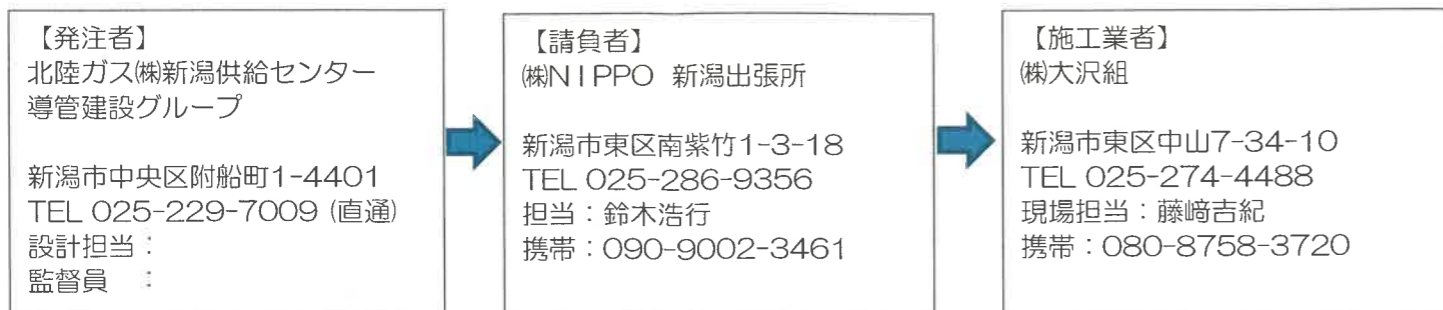 【発注者】
北陸ガス㈱新潟供給センター
導管建設グループ
新潟市中央区附船町1-4401
TEL 025-229-7009 (直通)
設計担当：
監督員　：
【請負者】
㈱NIPPO 新潟出張所
新潟市東区南紫竹1-3-18
TEL 025-286-9356
担当：鈴木浩行
携帯：090-9002-3461
【施工業者】
㈱大沢組
新潟市東区中山7-34-10
TEL 025-274-4488
現場担当：藤﨑吉紀
携帯：080-8758-3720